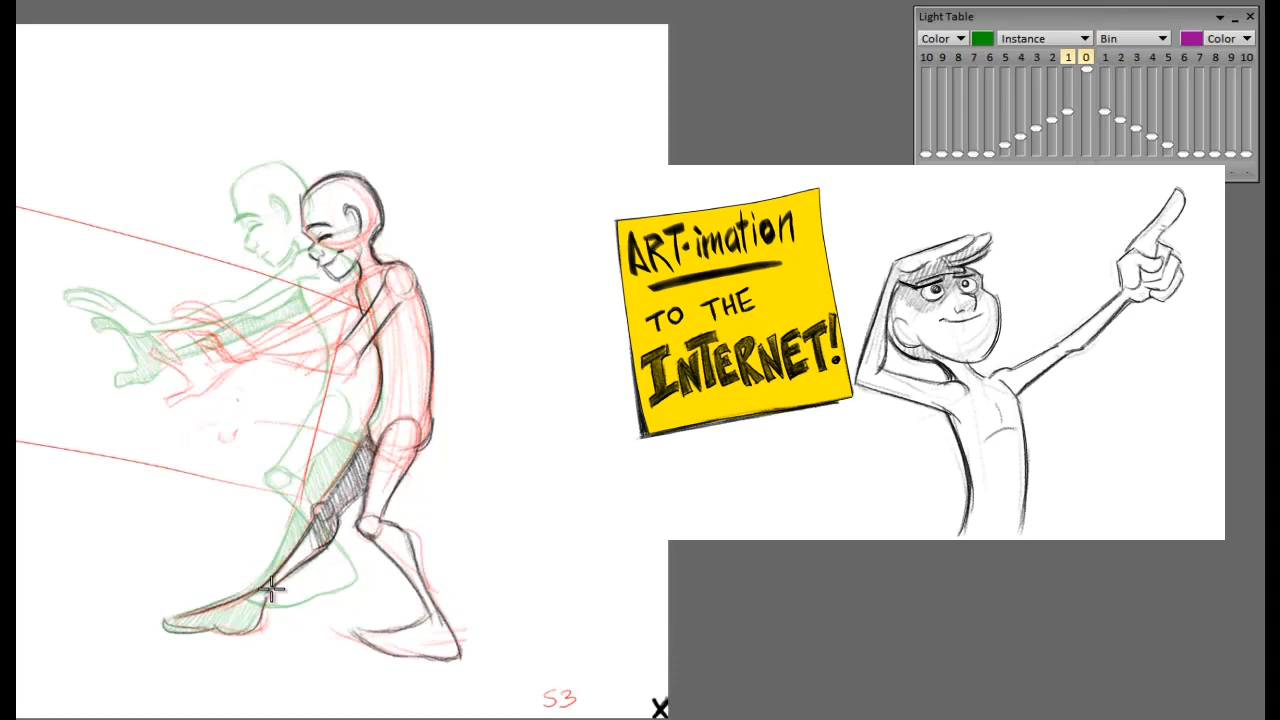 Light Table
Color Instance Bin Color
10 9 8 7 6 5 4 3 2 1 0 1 2 3 4 5 6 7 8 9 10
ART-imation
TO THE
INTERNET!
53
X